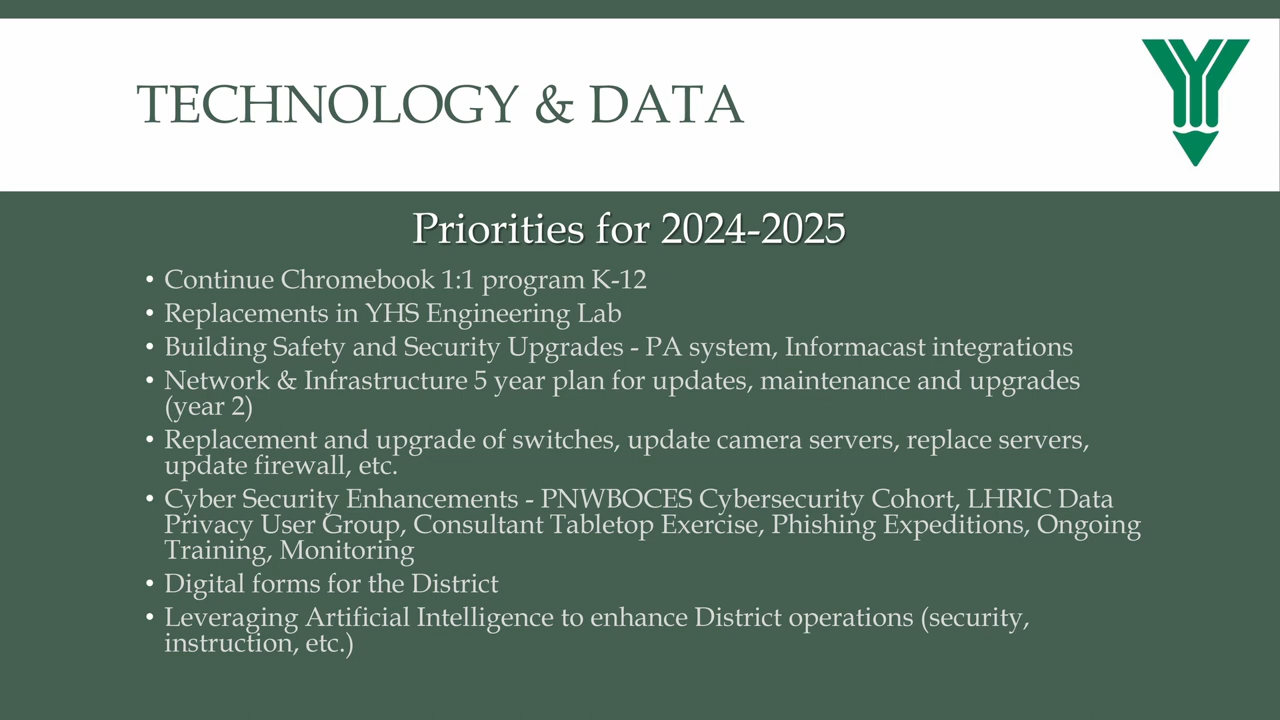 TECHNOLOGY & DATA
Priorities for 2024-2025
• Continue Chromebook 1:1 program K-12
• Replacements in YHS Engineering Lab
• Building Safety and Security Upgrades - PA system, Informacast integrations
• Network & Infrastructure 5 year plan for updates, maintenance and upgrades
(year 2)
• Replacement and upgrade of switches, update camera servers, replace servers,
update firewall, etc.
• Cyber Security Enhancements - PNWBOCES Cybersecurity Cohort, LHRIC Data
Privacy User Group, Consultant Tabletop Exercise, Phishing Expeditions, Ongoing
Training, Monitoring
• Digital forms for the District
• Leveraging Artificial Intelligence to enhance District operations (security,
instruction, etc.)